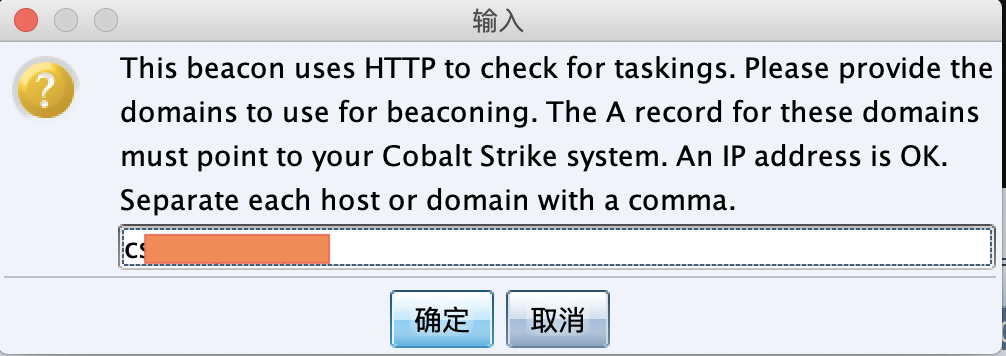 输入
This beacon uses HTTP to check for taskings. Please provide the
domains to use for beaconing. The A record for these domains
must point to your Cobalt Strike system. An IP address is OK.
Separate each host or domain with a comma.
cs
确定 取消